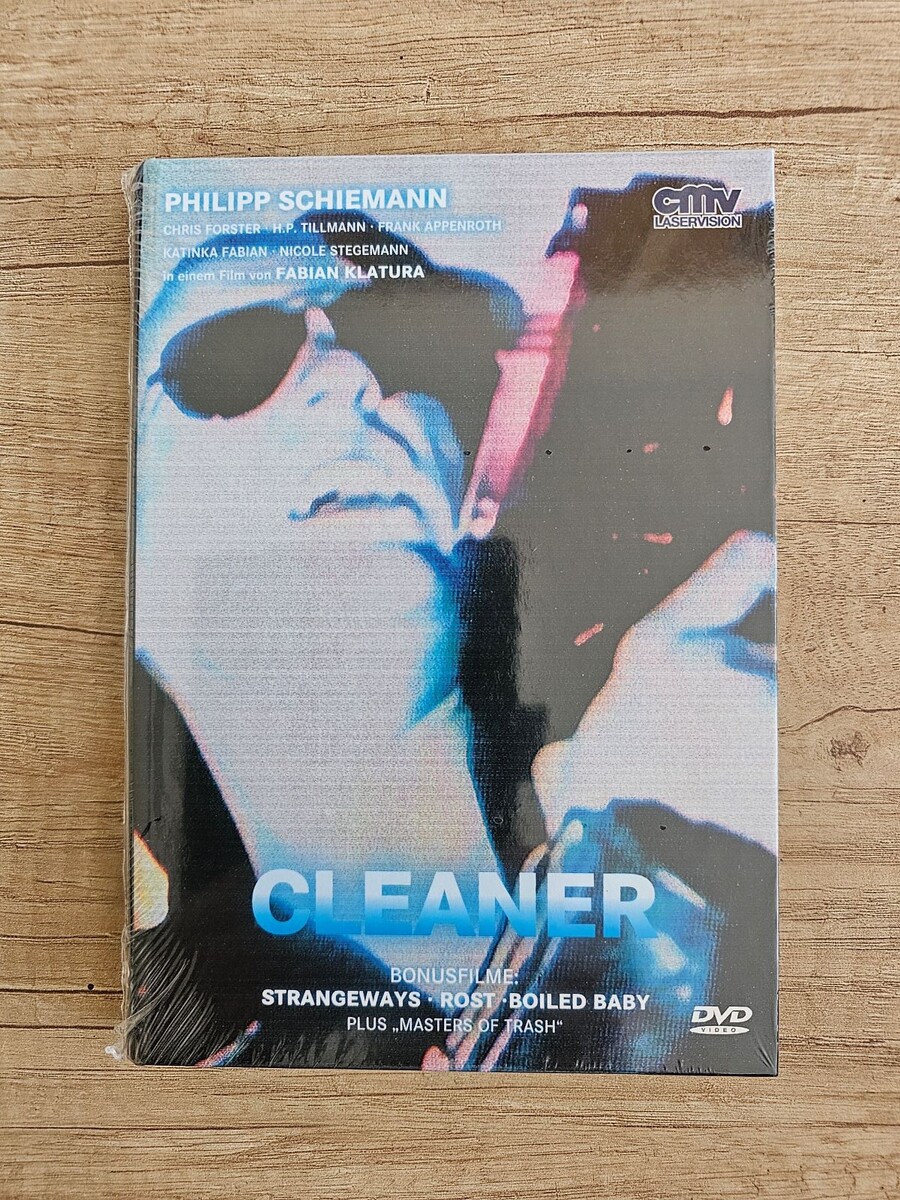 PHILIPP SCHIEMANN
CHRIS FORSTER · H.P. TILLMANN · FRANK APPENROTH
KATINKA FABIAN · NICOLE STEGEMANN
in einem Film von FABIAN KLATURA
cmv
LASERVISION
CLEANER
BONUSFILME:
STRANGEWAYS · ROST · BOILED BABY
PLUS „MASTERS OF TRASH“
DVD
VIDEO